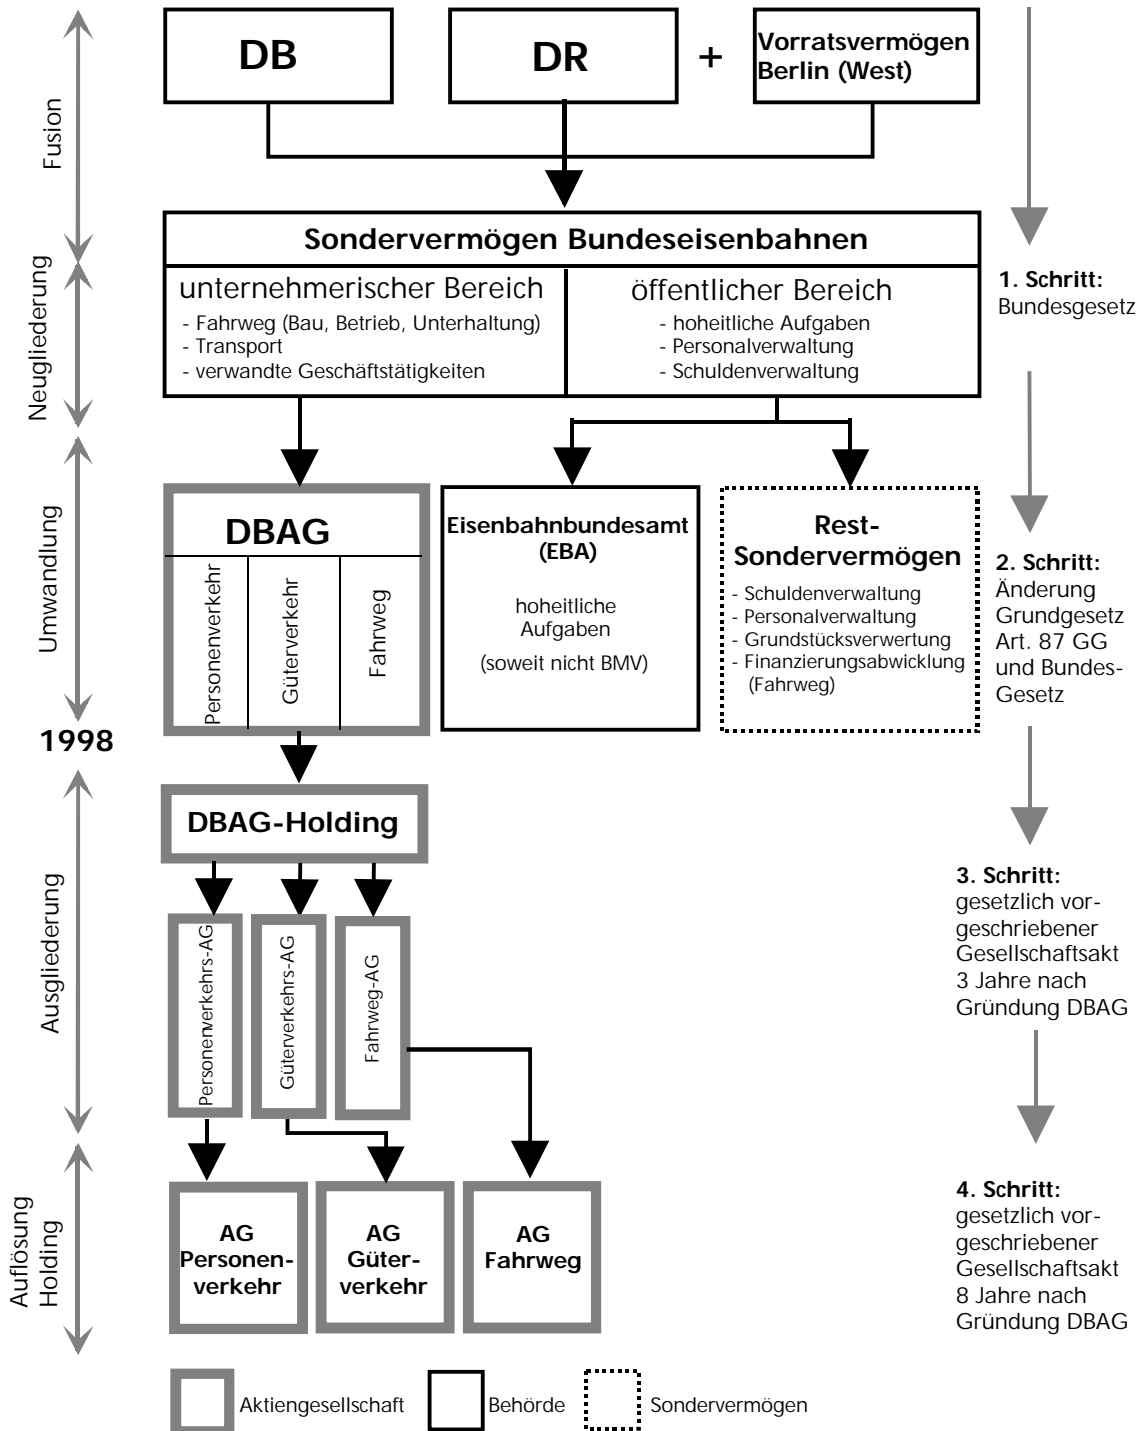 Fusion
DB
DR
+
Vorratsvermögen
Berlin (West)
Sondervermögen Bundeseisenbahnen
Neugliederung
unternehmerischer Bereich
- Fahrweg (Bau, Betrieb, Unterhaltung)
- Transport
- verwandte Geschäftstätigkeiten
öffentlicher Bereich
- hoheitliche Aufgaben
- Personalverwaltung
- Schuldenverwaltung
1. Schritt:
Bundesgesetz
Umwandlung
DBAG
Personenverkehr
Güterverkehr
Fahrweg
Eisenbahnbundesamt
(EBA)
hoheitliche
Aufgaben
(soweit nicht BMV)
Rest-
Sondervermögen
- Schuldenverwaltung
- Personalverwaltung
- Grundstücksverwertung
- Finanzierungsabwicklung
(Fahrweg)
2. Schritt:
Änderung
Grundgesetz
Art. 87 GG
und Bundes-
Gesetz
1998
Ausgliederung
DBAG-Holding
Personenverkehrs-AG
Güterverkehrs-AG
Fahrweg-AG
3. Schritt:
gesetzlich vor-
geschriebener
Gesellschaftsakt
3 Jahre nach
Gründung DBAG
Auflösung
Holding
AG
Personen-
verkehr
AG
Güter-
verkehr
AG
Fahrweg
4. Schritt:
gesetzlich vor-
geschriebener
Gesellschaftsakt
8 Jahre nach
Gründung DBAG
Aktiengesellschaft
Behörde
Sondervermögen